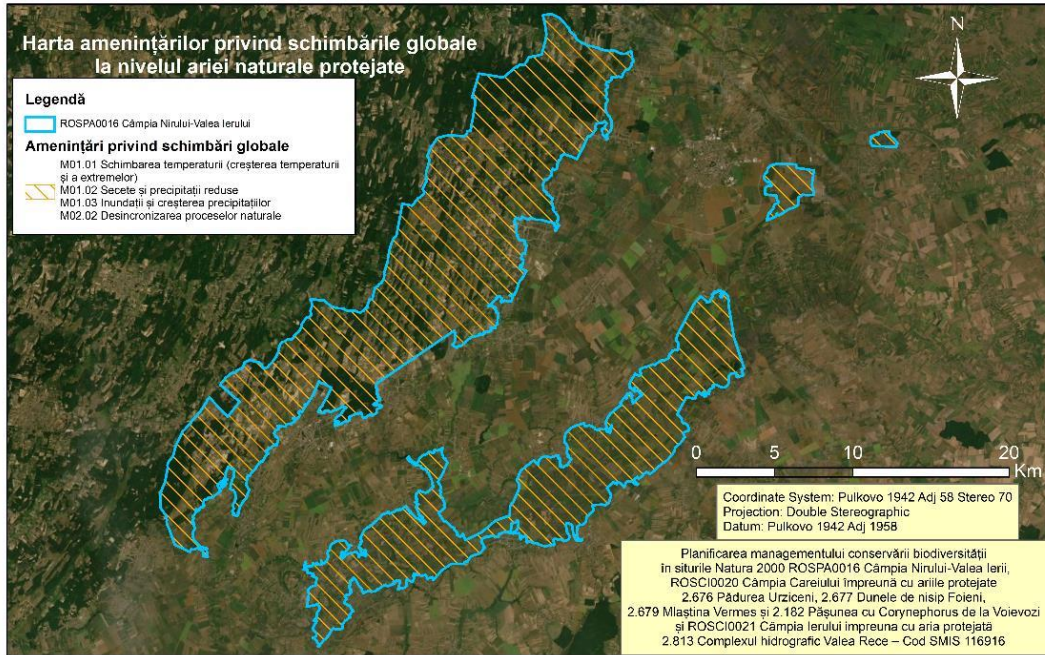 Harta amenințărilor privind schimbările globale
la nivelul ariei naturale protejate
N
Legendă
ROSPA0016 Câmpia Nirului-Valea Ierului
Amenințări privind schimbări globale
M01.01 Schimbarea temperaturii (creșterea temperaturii
și a extremelor)
M01.02 Secete și precipitații reduse
M01.03 Inundații și creșterea precipitațiilor
M02.02 Desincronizarea proceselor naturale
0 5 10 20
Km
Coordinate System: Pulkovo 1942 Adj 58 Stereo 70
Projection: Double Stereographic
Datum: Pulkovo 1942 Adj 1958
Planificarea managementului conservării biodiversității
în siturile Natura 2000 ROSPA0016 Câmpia Nirului-Valea Ierii,
ROSCI0020 Câmpia Careiului împreună cu ariile protejate
2.676 Pădurea Urziceni, 2.677 Dunele de nisip Foieni,
2.679 Mlaștina Vermes și 2.182 Pășunea cu Corynephorus de la Voievozi
și ROSCI0021 Câmpia Ierului împreuna cu aria protejată
2.813 Complexul hidrografic Valea Rece – Cod SMIS 116916